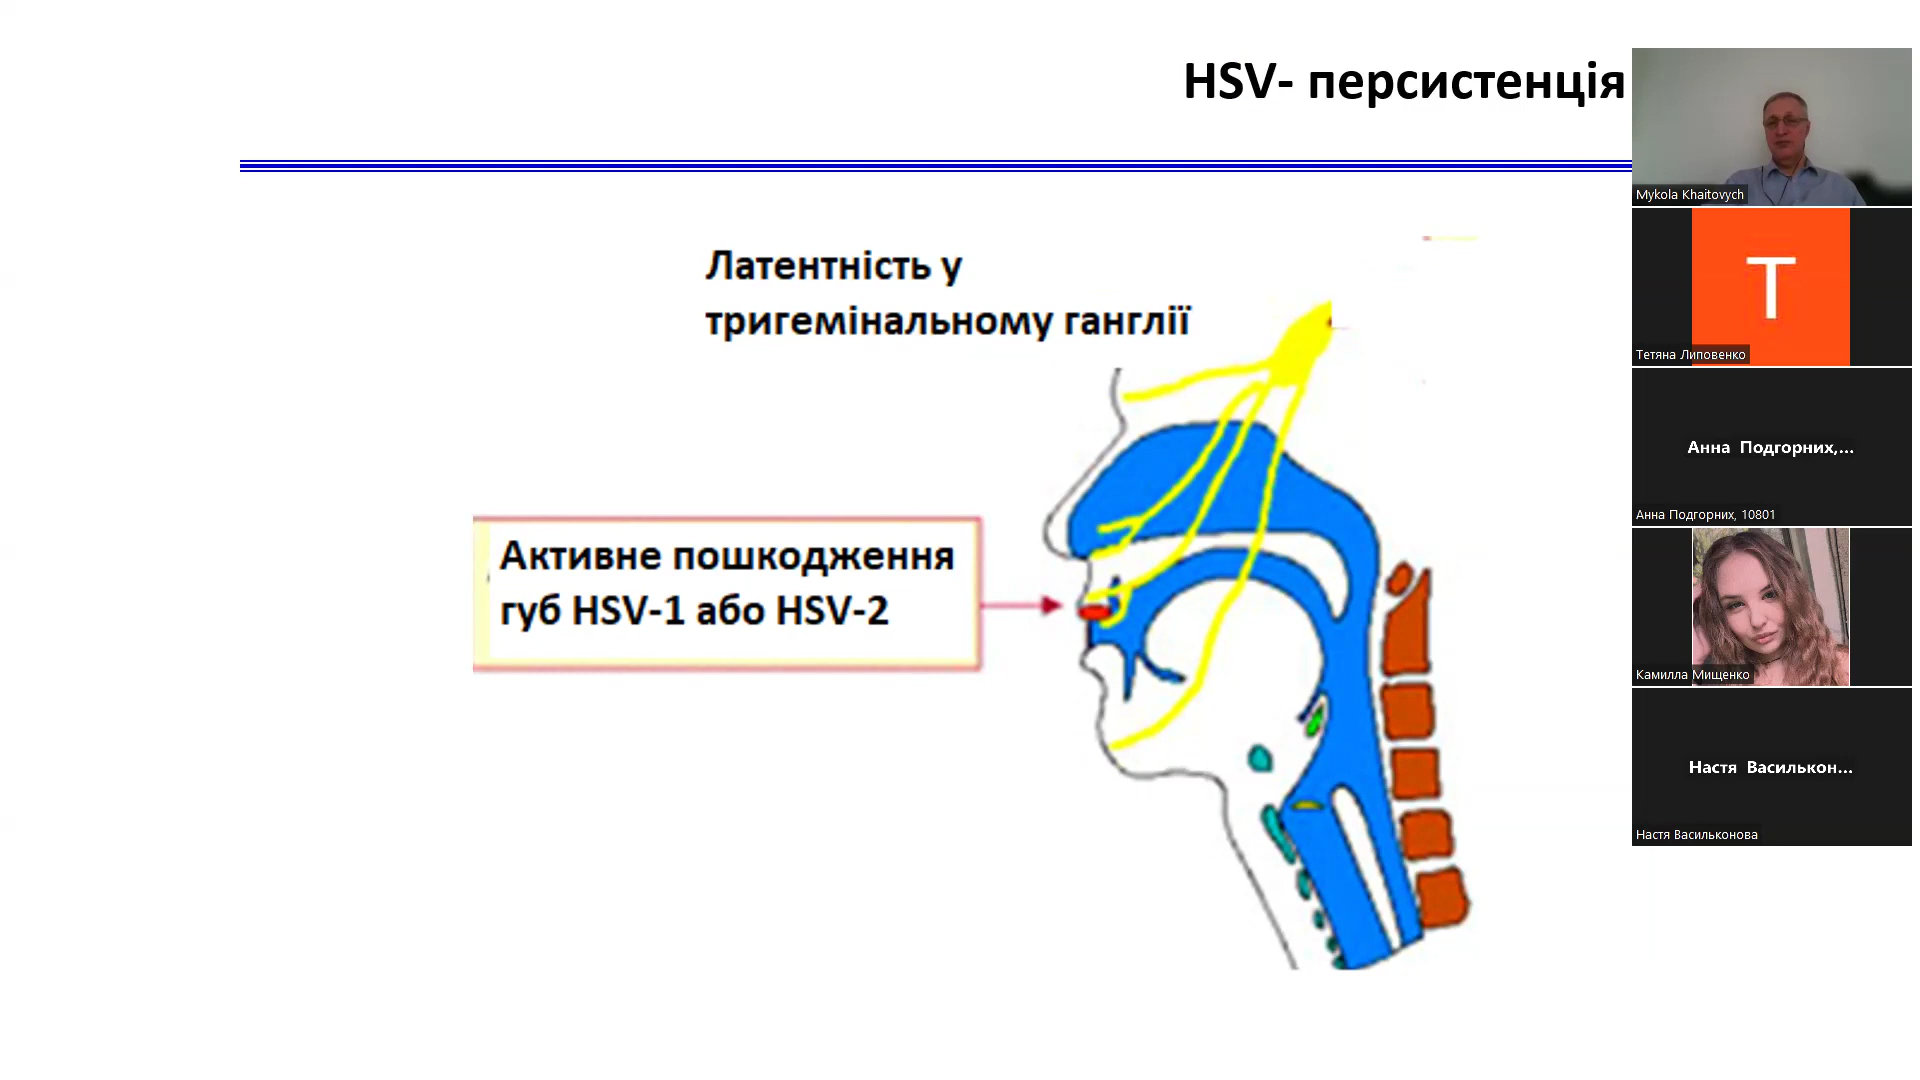 HSV- персистенція
Латентність у
тригемінальному ганглії
Активне пошкодження
губ HSV-1 або HSV-2
Mykola Khaitovych
T
Тетяна Липовенко
Анна Подгорних,...
Анна Подгорних, 10801
Камилла Мищенко
Настя Василькон...
Настя Васильконова